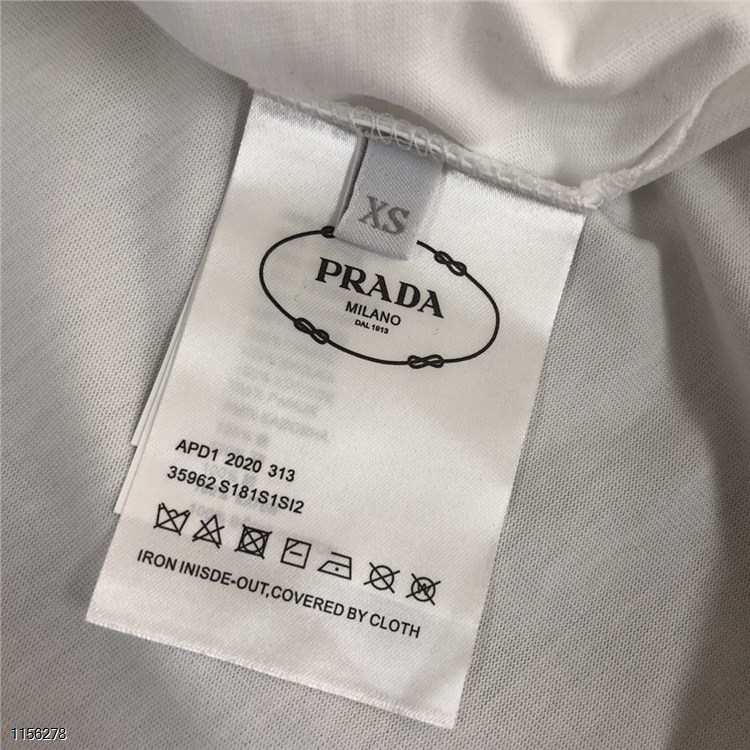 XS
PRADA
MILANO
DAL 1913
APD1 2020 313
35962 S181S1SI2
IRON INISDE-OUT,COVERED BY CLOTH
1156278